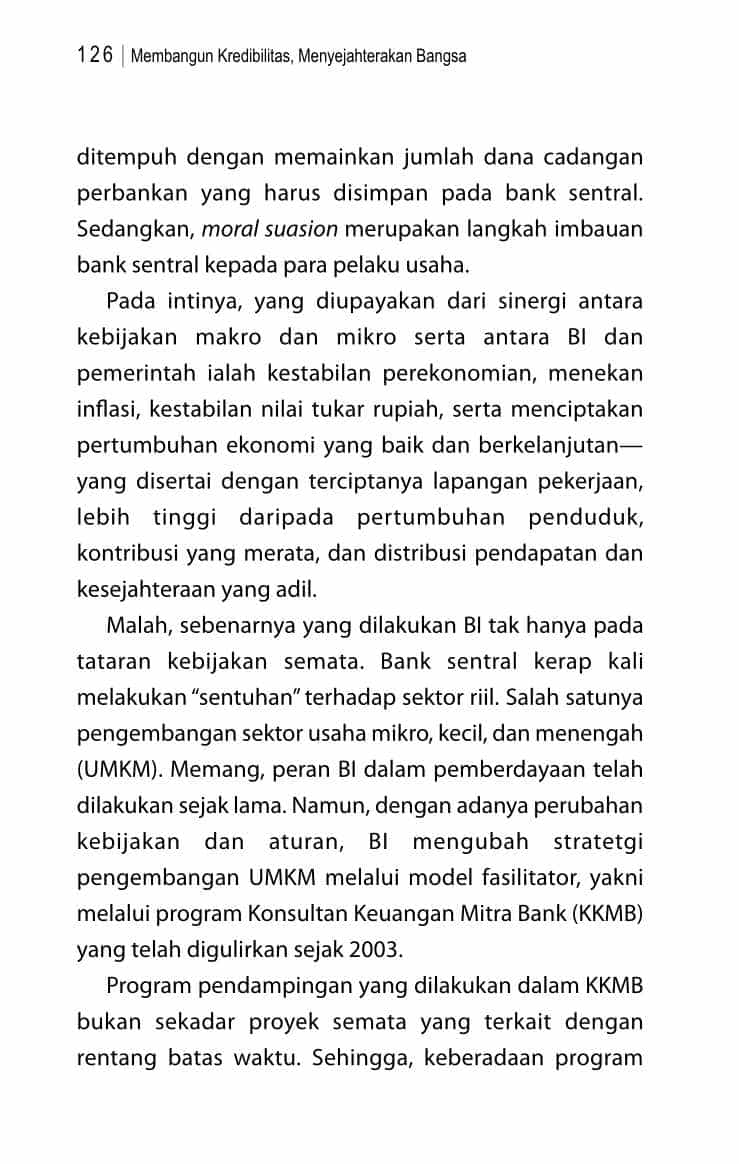 126 | Membangun Kredibilitas, Menyejahterakan Bangsa
ditempuh dengan memainkan jumlah dana cadangan
perbankan yang harus disimpan pada bank sentral.
Sedangkan, moral suasion merupakan langkah imbauan
bank sentral kepada para pelaku usaha.
Pada intinya, yang diupayakan dari sinergi antara
kebijakan makro dan mikro serta antara BI dan
pemerintah ialah kestabilan perekonomian, menekan
inflasi, kestabilan nilai tukar rupiah, serta menciptakan
pertumbuhan ekonomi yang baik dan berkelanjutan—
yang disertai dengan terciptanya lapangan pekerjaan,
lebih tinggi daripada pertumbuhan penduduk,
kontribusi yang merata, dan distribusi pendapatan dan
kesejahteraan yang adil.
Malah, sebenarnya yang dilakukan BI tak hanya pada
tataran kebijakan semata. Bank sentral kerap kali
melakukan “sentuhan” terhadap sektor riil. Salah satunya
pengembangan sektor usaha mikro, kecil, dan menengah
(UMKM). Memang, peran BI dalam pemberdayaan telah
dilakukan sejak lama. Namun, dengan adanya perubahan
kebijakan dan aturan, BI mengubah stratetgi
pengembangan UMKM melalui model fasilitator, yakni
melalui program Konsultan Keuangan Mitra Bank (KKMB)
yang telah digulirkan sejak 2003.
Program pendampingan yang dilakukan dalam KKMB
bukan sekadar proyek semata yang terkait dengan
rentang batas waktu. Sehingga, keberadaan program